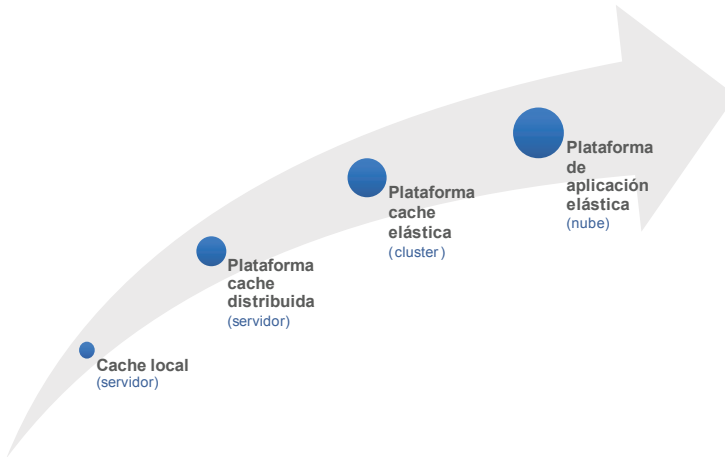 Plataforma
de
aplicación
elástica
(nube)
Plataforma
cache
elástica
(cluster)
Plataforma
cache
distribuida
(servidor)
Cache local
(servidor)